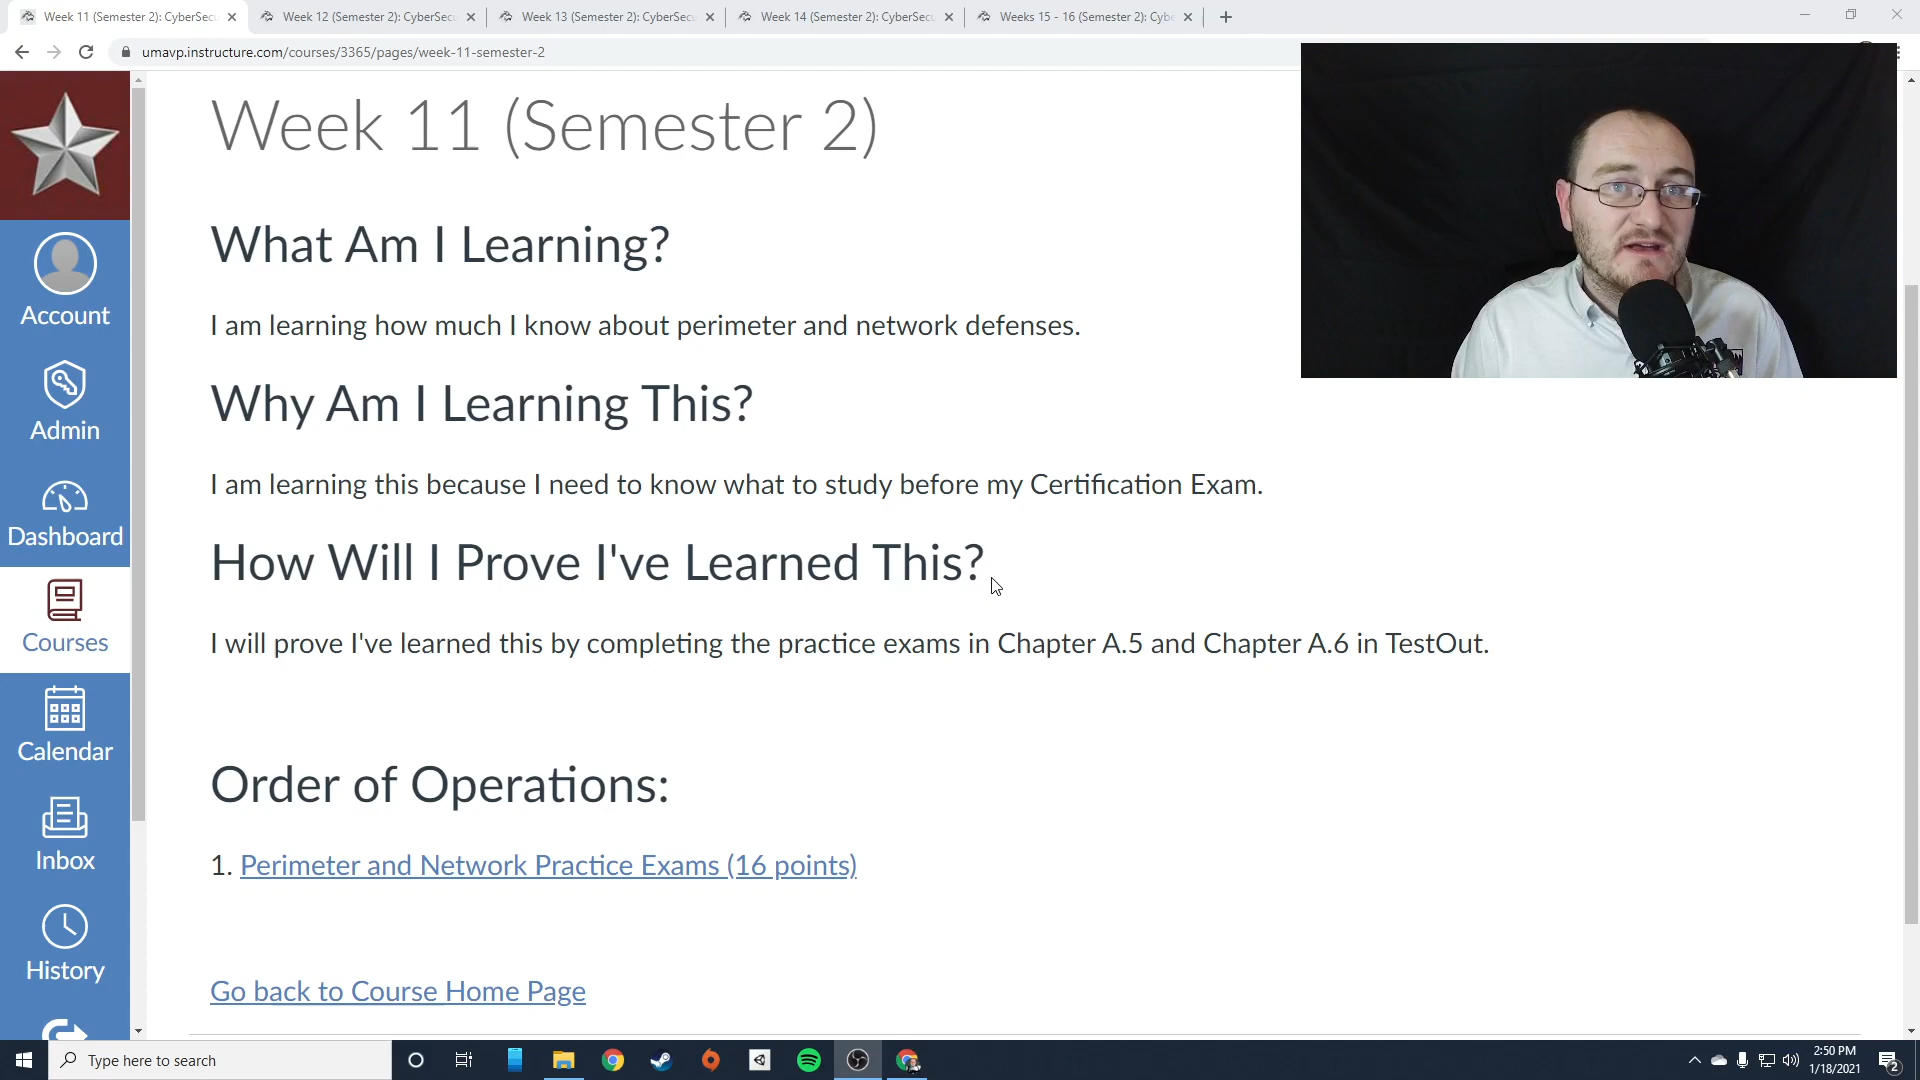 Week 11 (Semester 2): CyberSecu
Week 12 (Semester 2): CyberSecu
Week 13 (Semester 2): CyberSecu
Week 14 (Semester 2): CyberSecu
Weeks 15 - 16 (Semester 2): Cybe
umavp.instructure.com/courses/3365/pages/week-11-semester-2
Account
Admin
Dashboard
Courses
Calendar
Inbox
History
Week 11 (Semester 2)
What Am I Learning?
I am learning how much I know about perimeter and network defenses.
Why Am I Learning This?
I am learning this because I need to know what to study before my Certification Exam.
How Will I Prove I've Learned This?
I will prove I've learned this by completing the practice exams in Chapter A.5 and Chapter A.6 in TestOut.
Order of Operations:
1. Perimeter and Network Practice Exams (16 points)
Go back to Course Home Page
Type here to search
2:50 PM
1/18/2021
2